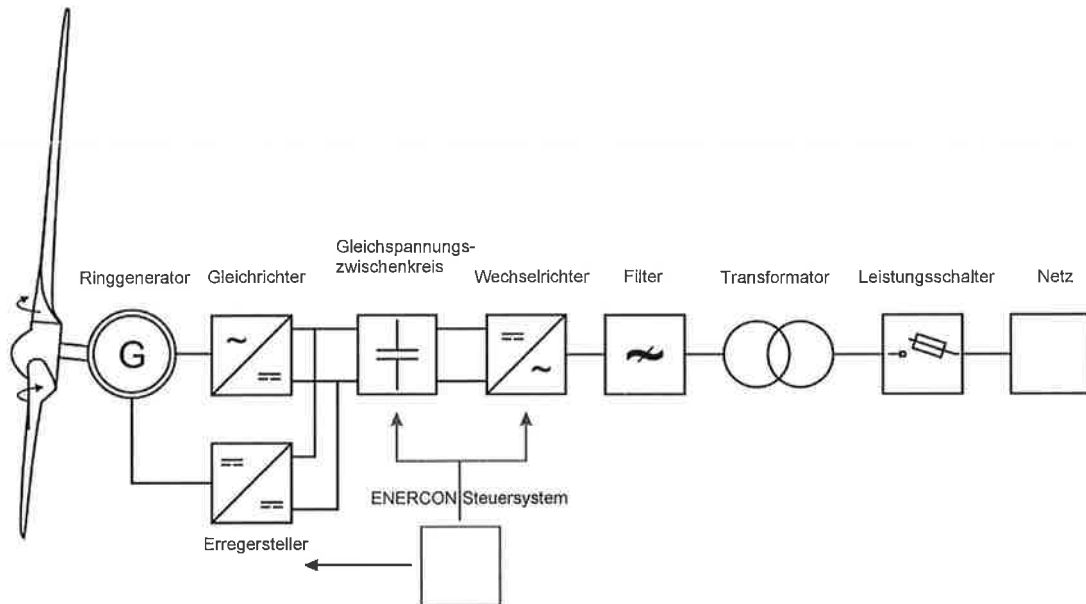 Gleichspannungs-
zwischenkreis
Ringgenerator
Gleichrichter
Wechselrichter
Filter
Transformator
Leistungsschalter
Netz
G
ENERCON Steuersystem
Erregersteller